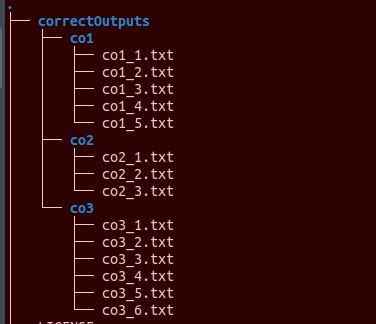 .
correctOutputs
co1
co1_1.txt
co1_2.txt
co1_3.txt
co1_4.txt
co1_5.txt
co2
co2_1.txt
co2_2.txt
co2_3.txt
co3
co3_1.txt
co3_2.txt
co3_3.txt
co3_4.txt
co3_5.txt
co3_6.txt
LICENSE